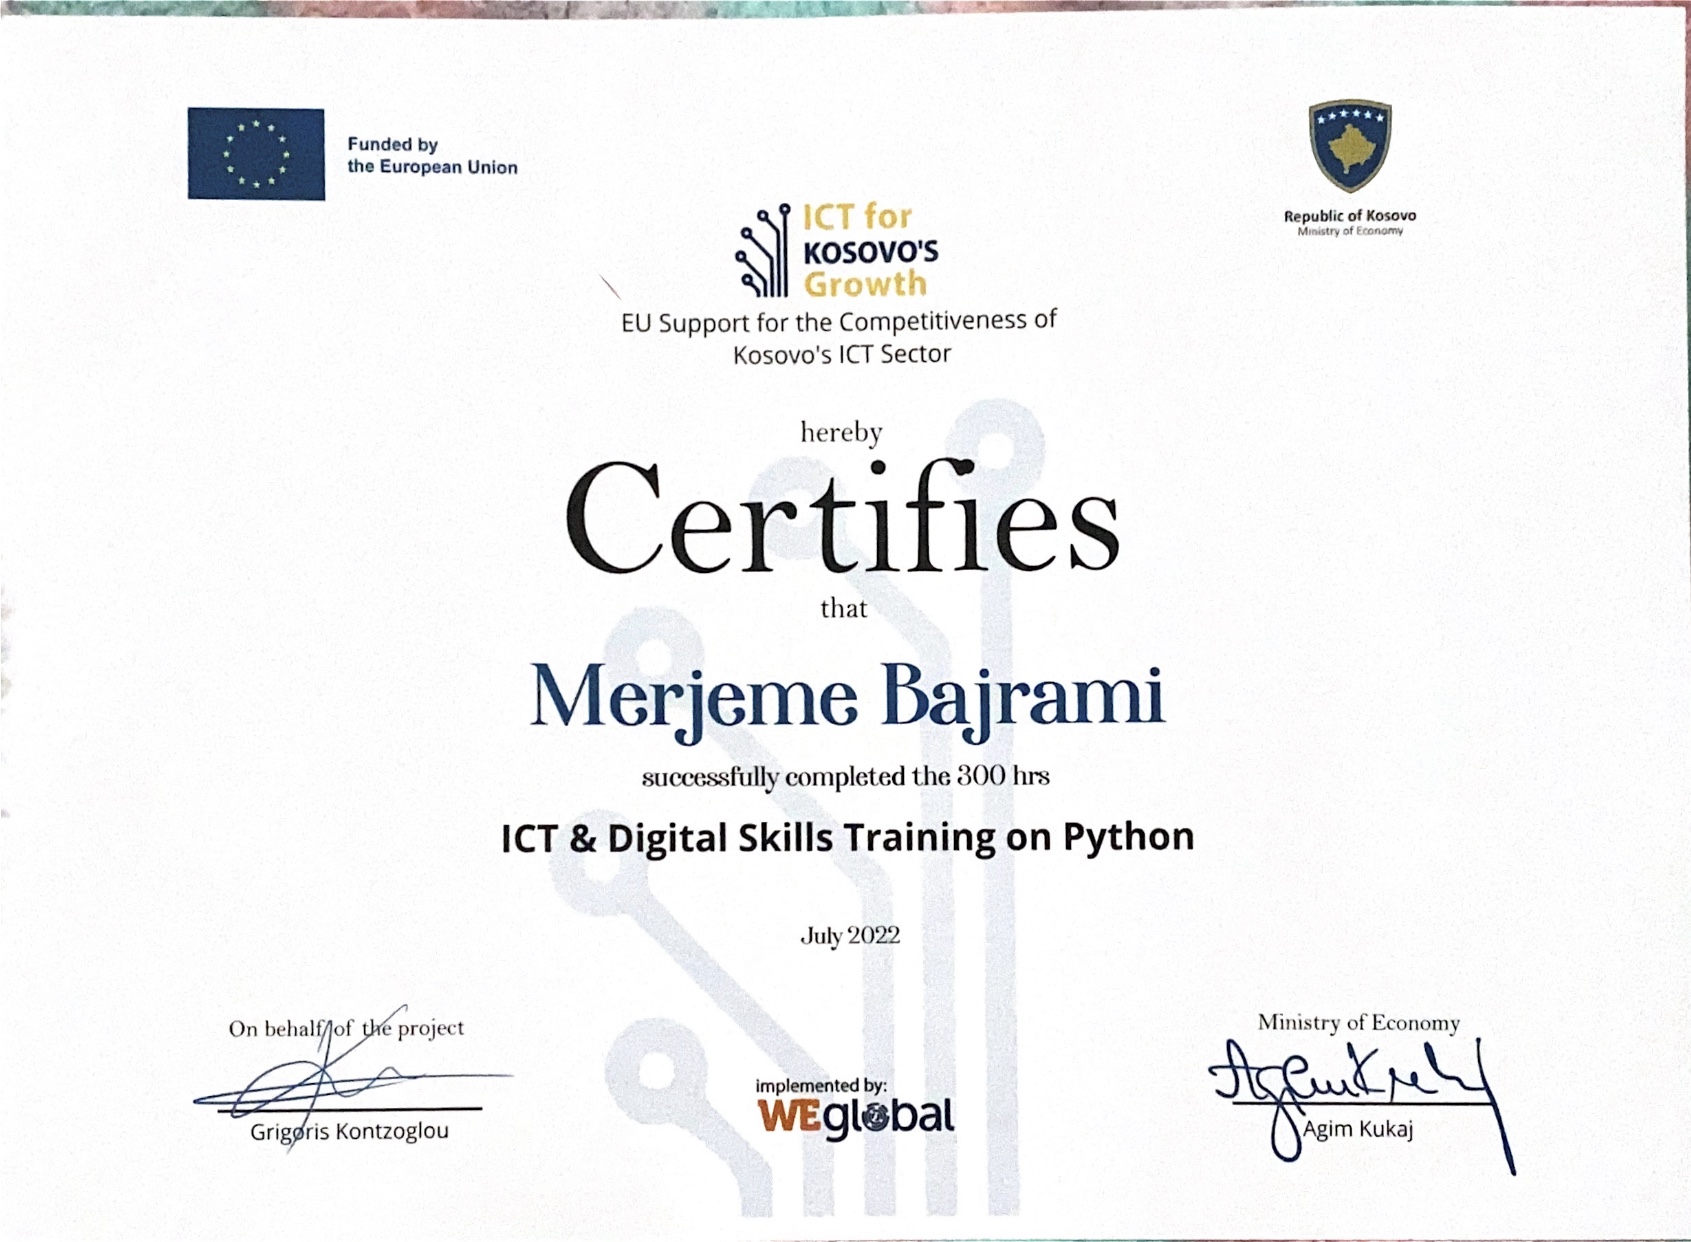 Funded by
the European Union
Republic of Kosovo
Ministry of Economy
ICT for
KOSOVO'S
Growth
EU Support for the Competitiveness of
Kosovo's ICT Sector
hereby
Certifies
that
Merjeme Bajrami
successfully completed the 300 hrs
ICT & Digital Skills Training on Python
July 2022
On behalf of the project
Grigoris Kontzoglou
implemented by:
WEglobal
Ministry of Economy
Agim Kukaj
Agim Kukaj